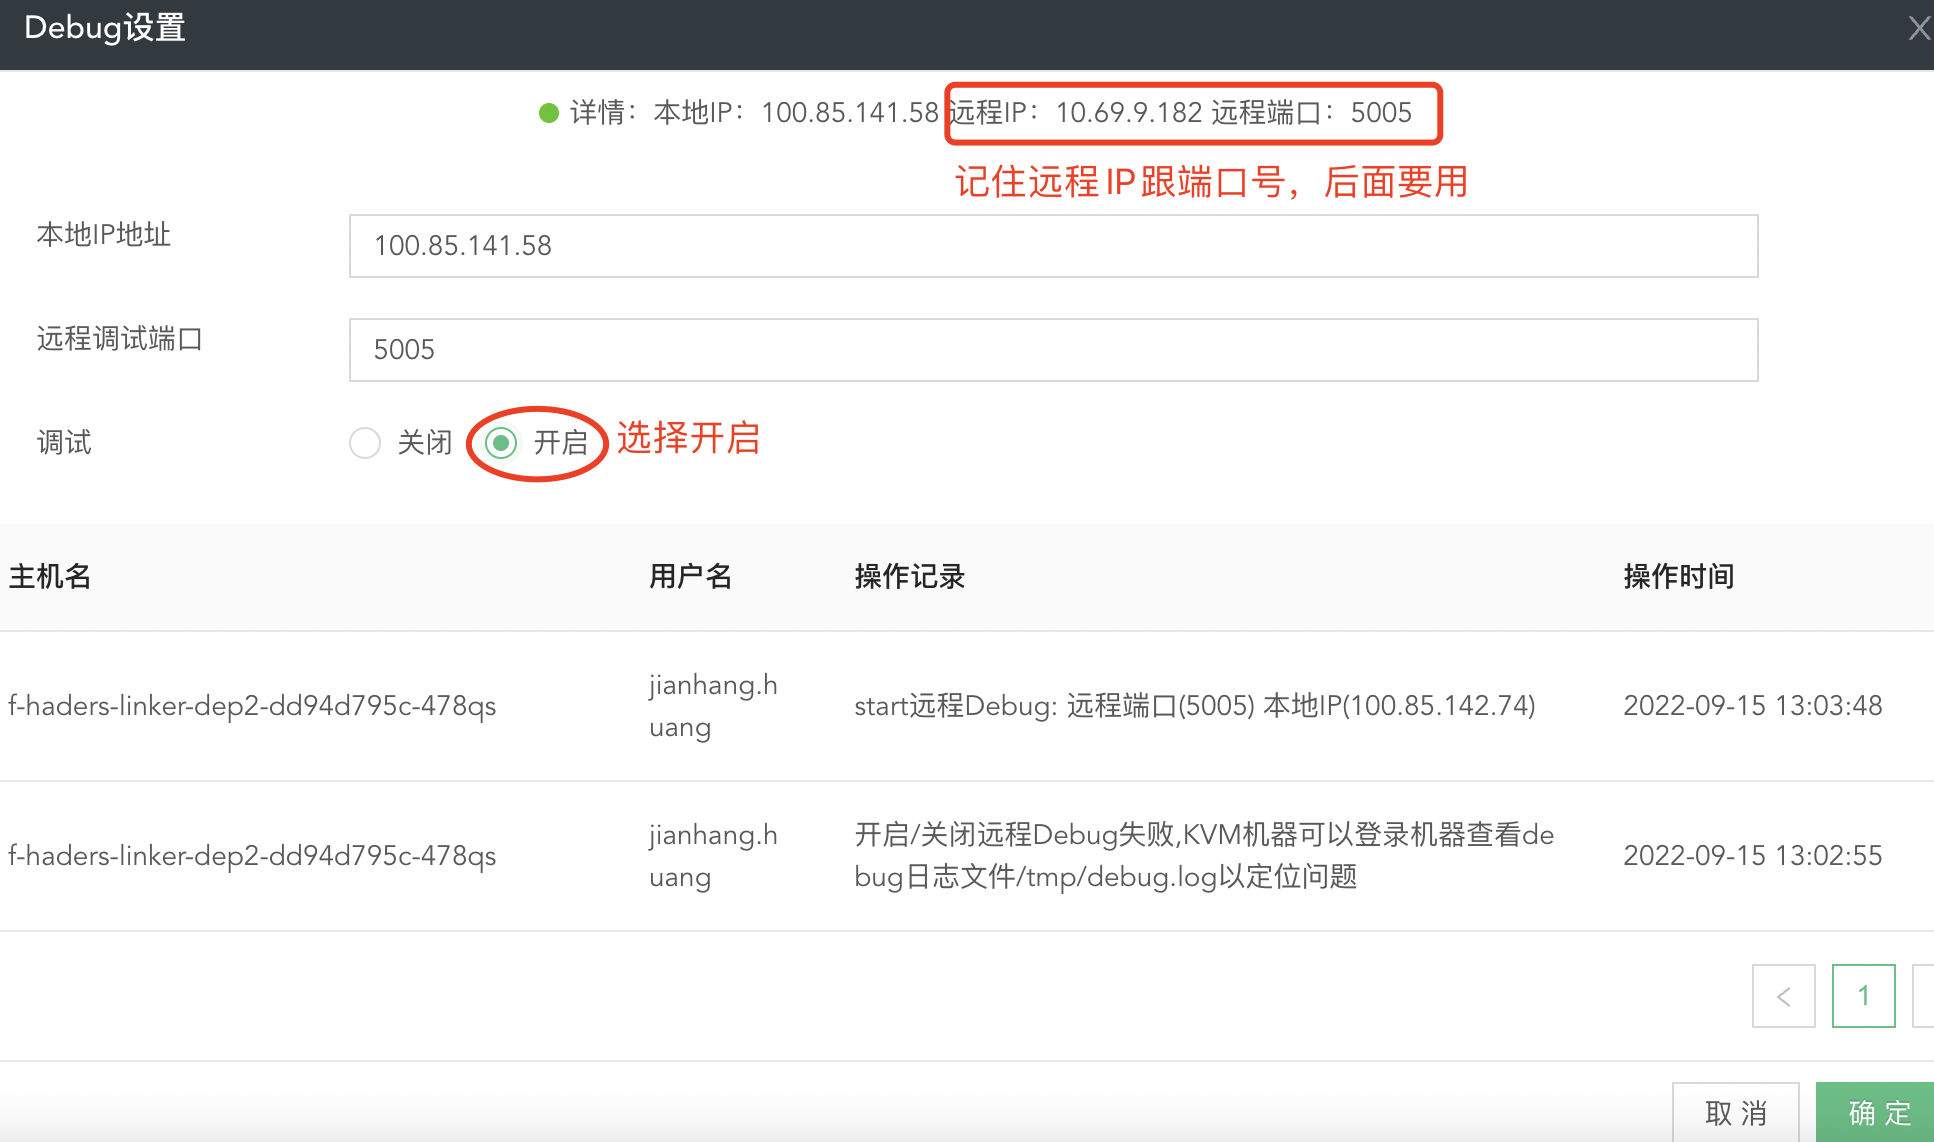 Debug设置
X
详情：本地IP：100.85.141.58 远程IP：10.69.9.182 远程端口：5005
记住远程IP跟端口号，后面要用
本地IP地址
100.85.141.58
远程调试端口
5005
调试
关闭
开启
选择开启
主机名 用户名 操作记录 操作时间
f-haders-linker-dep2-dd94d795c-478qs
jianhang.h
uang
start远程Debug: 远程端口(5005) 本地IP(100.85.142.74)
2022-09-15 13:03:48
f-haders-linker-dep2-dd94d795c-478qs
jianhang.h
uang
开启/关闭远程Debug失败,KVM机器可以登录机器查看de
bug日志文件/tmp/debug.log以定位问题
2022-09-15 13:02:55
< 1
取 消 确 定